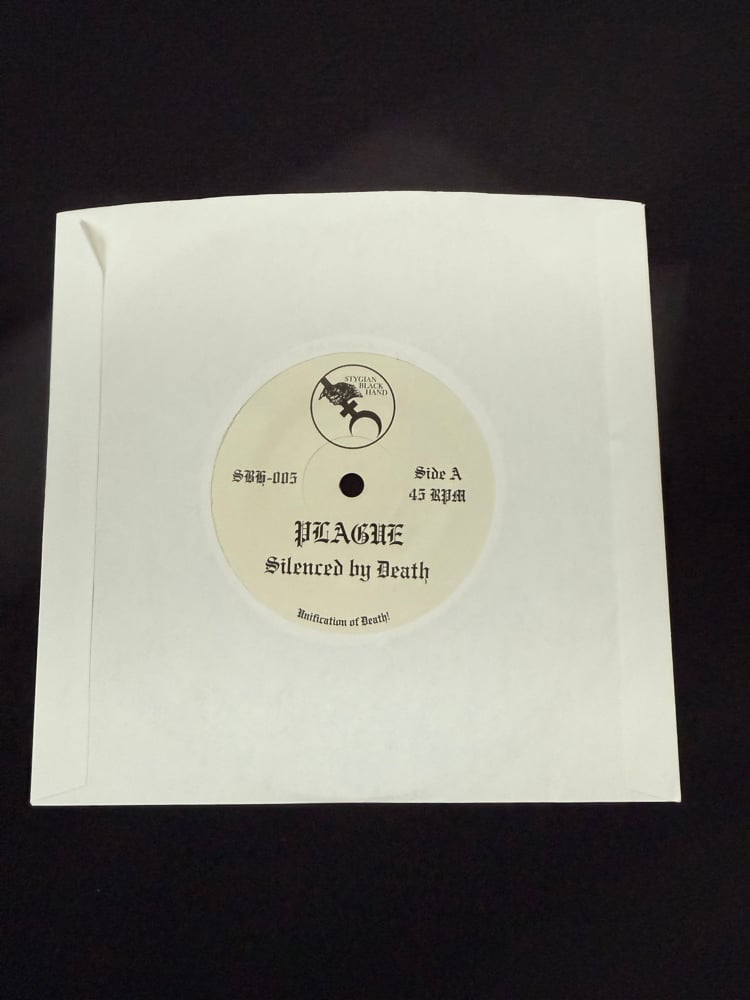 STYGIAN
BLACK
HAND
SBH-005
Side A
45 RPM
PLAGUE
Silenced by Death
Unification of Death!